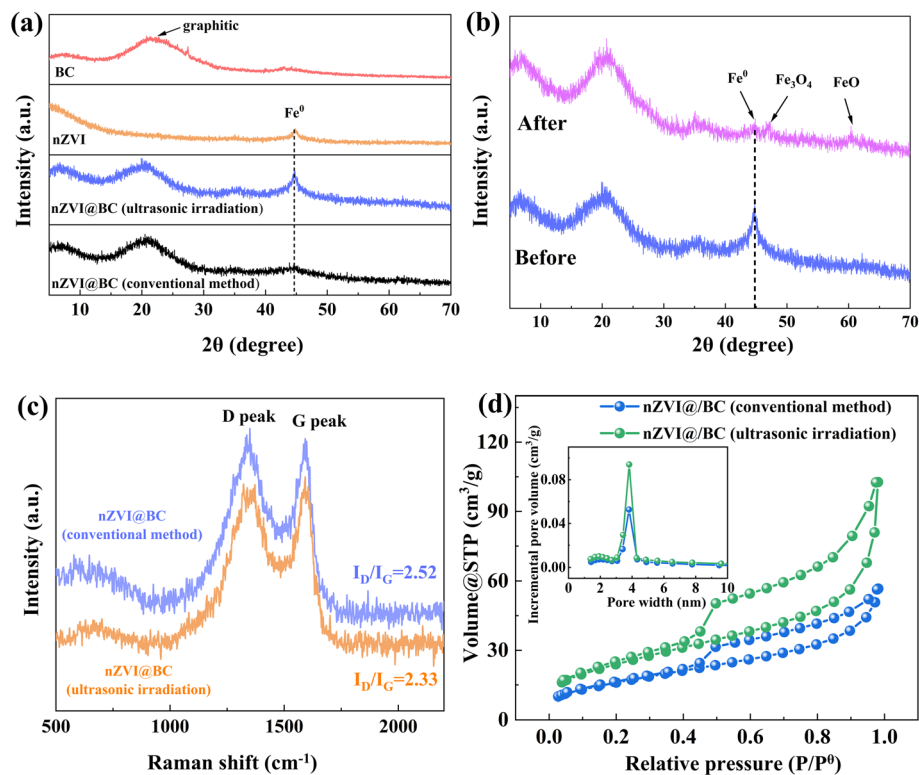 (a)
graphitic
BC
Fe⁰
nZVI
nZVI@BC (ultrasonic irradiation)
nZVI@BC (conventional method)
Intensity (a.u.)
10 20 30 40 50 60 70
2θ (degree)
(b)
Fe⁰
Fe₃O₄
FeO
After
Before
Intensity (a.u.)
10 20 30 40 50 60 70
2θ (degree)
(c)
D peak
G peak
nZVI@BC
(conventional method)
I_D/I_G=2.52
nZVI@BC
(ultrasonic irradiation)
I_D/I_G=2.33
Intensity (a.u.)
500 1000 1500 2000
Raman shift (cm⁻¹)
(d)
nZVI@/BC (conventional method)
nZVI@/BC (ultrasonic irradiation)
Volume@STP (cm³/g)
135
120
90
60
30
0
Incremental pore volume (cm³/g)
0.08
0.04
0.00
0 2 4 6 8 10
Pore width (nm)
0.0 0.2 0.4 0.6 0.8 1.0
Relative pressure (P/P⁰)